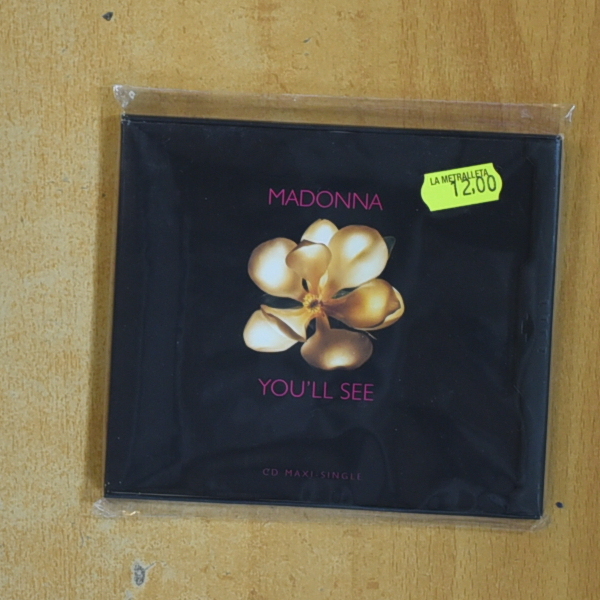 MADONNA
LA METRALLETA
12,00
YOU'LL SEE
CD MAXI-SINGLE